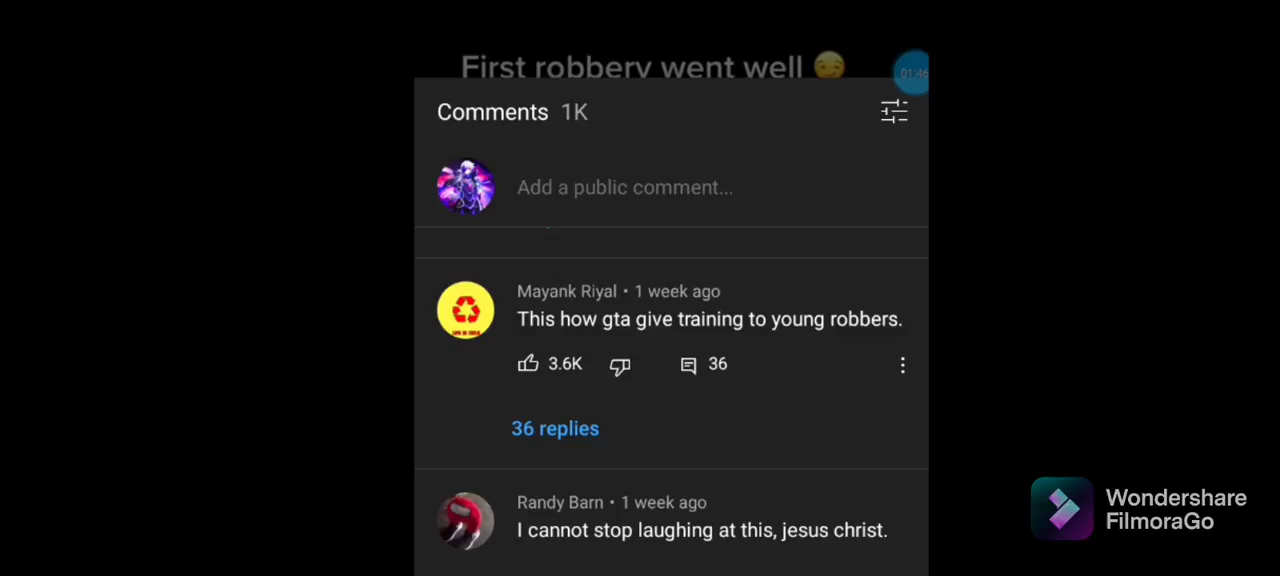 First robbery went well 😏
01:46
Comments 1K
Add a public comment...
Mayank Riyal • 1 week ago
This how gta give training to young robbers.
3.6K 36
36 replies
Randy Barn • 1 week ago
I cannot stop laughing at this, jesus christ.
Wondershare
FilmoraGo